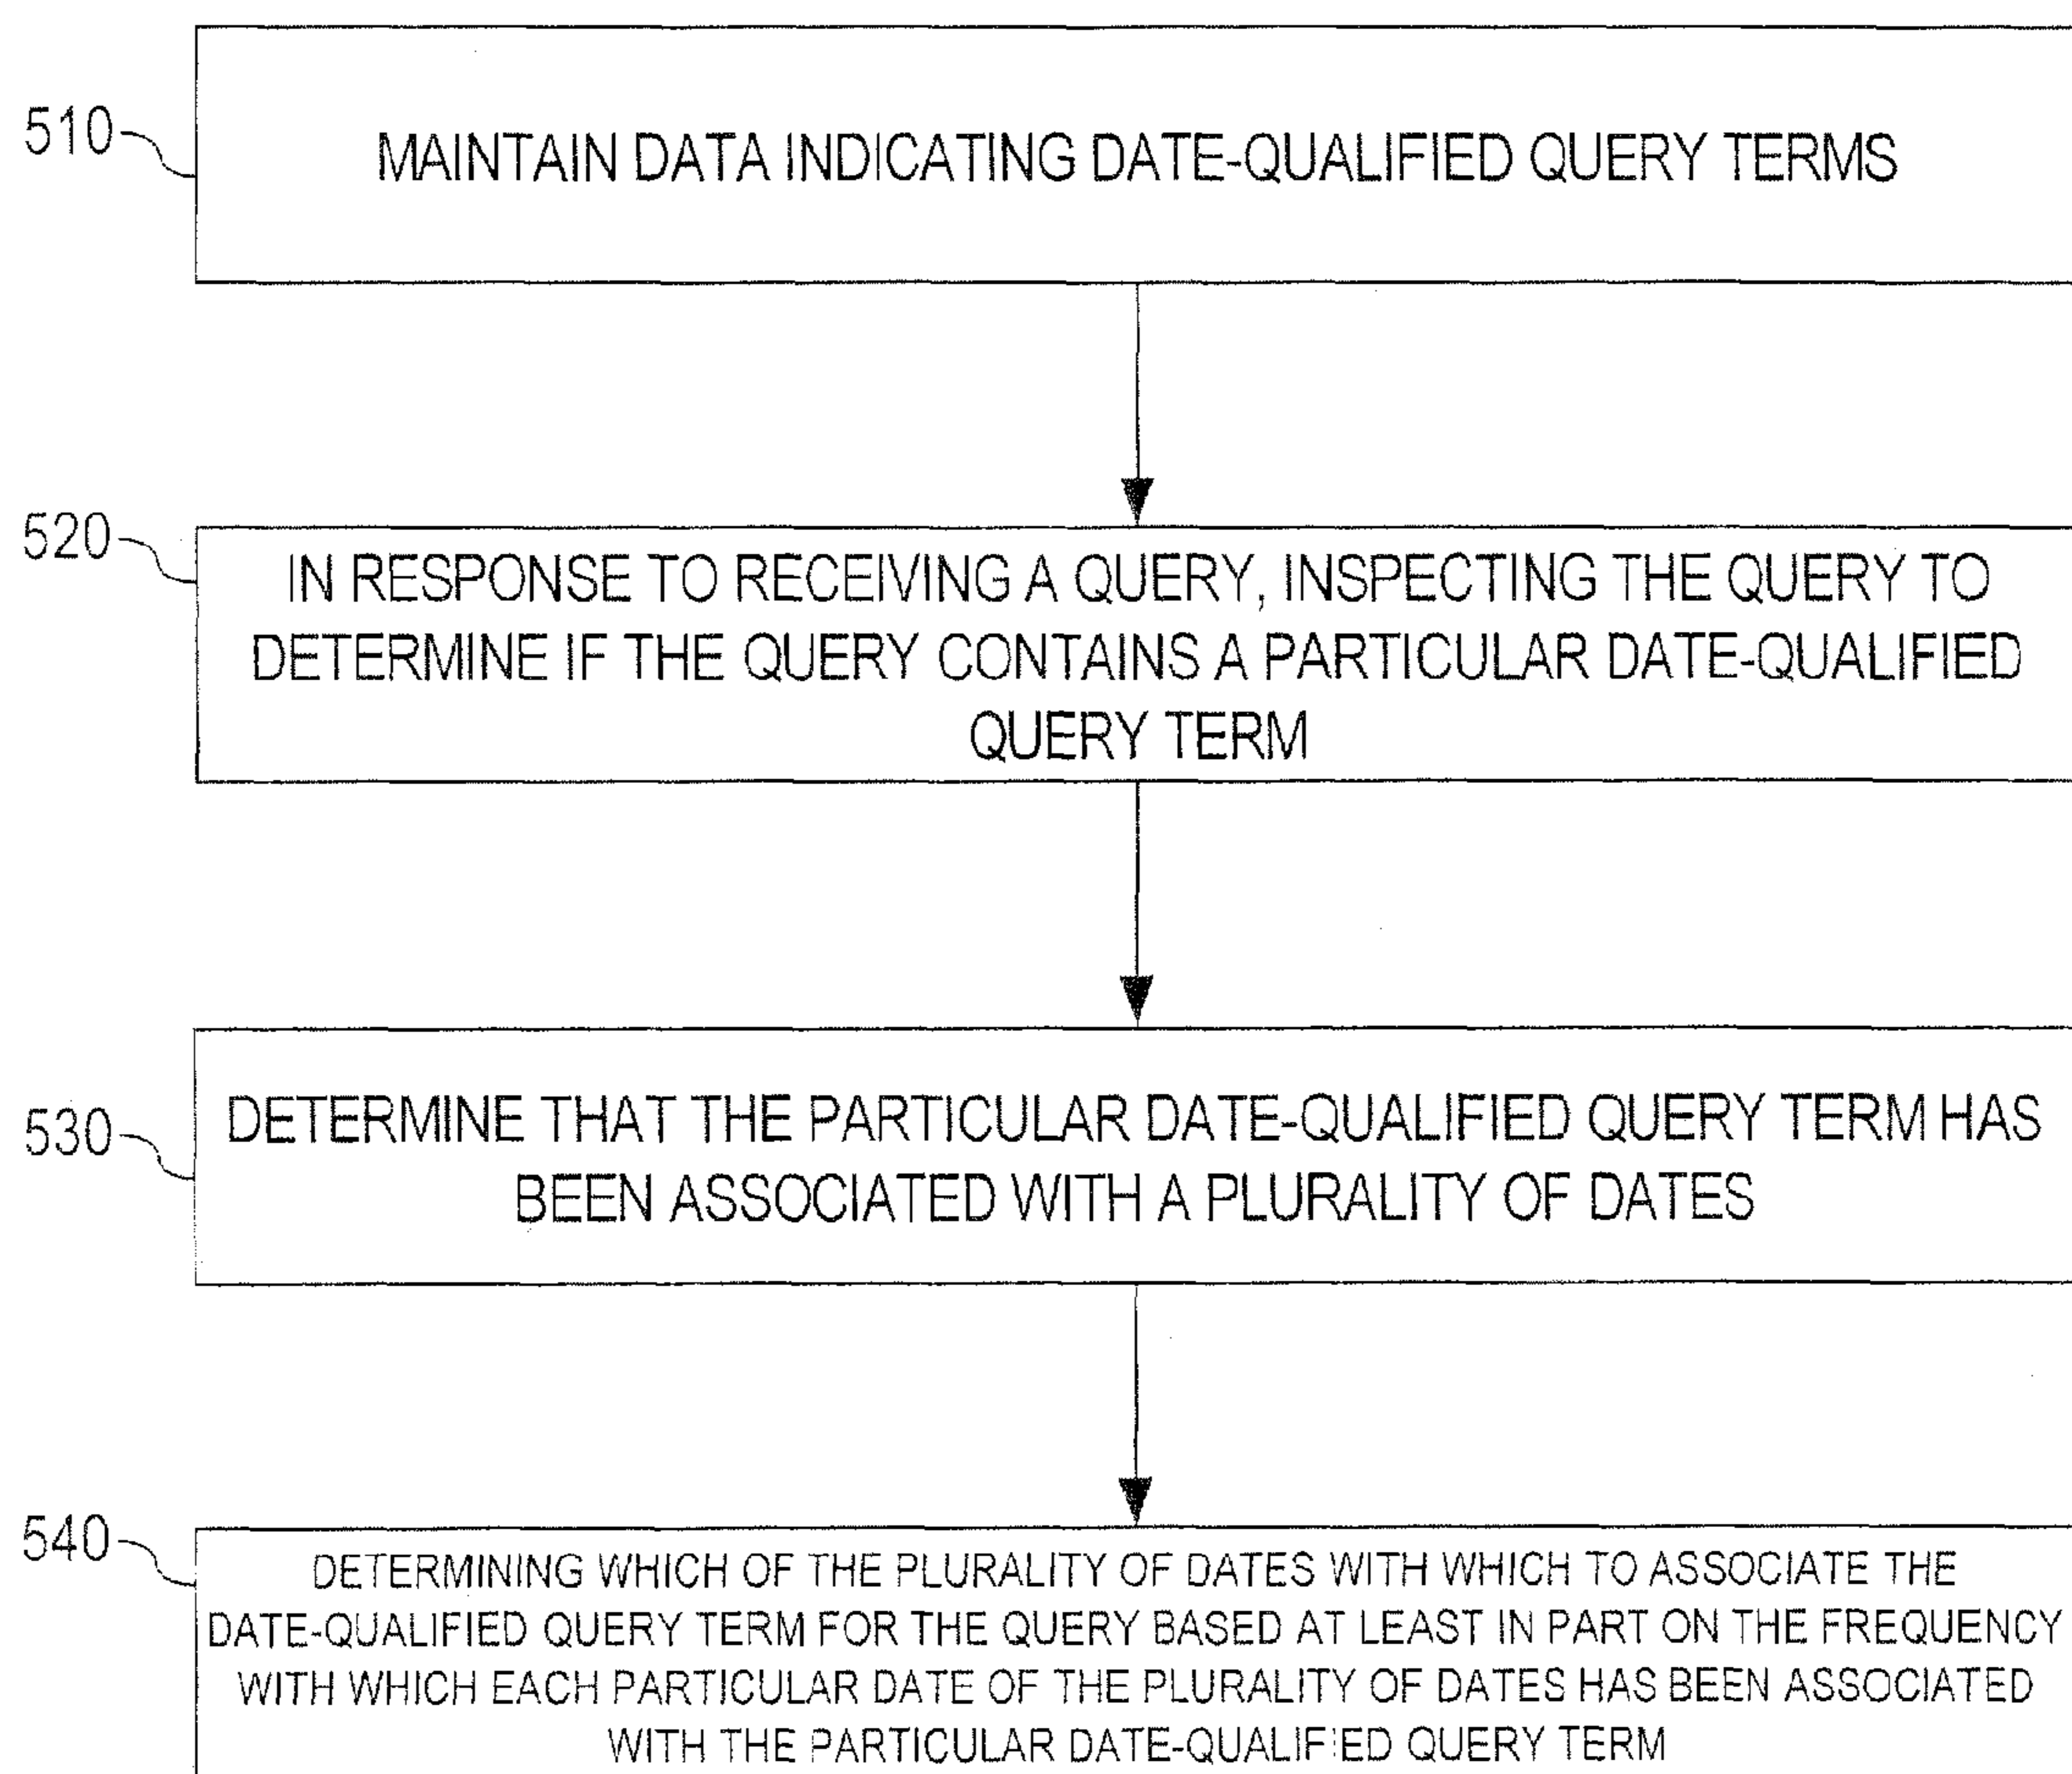 510
MAINTAIN DATA INDICATING DATE-QUALIFIED QUERY TERMS
520
IN RESPONSE TO RECEIVING A QUERY, INSPECTING THE QUERY TO
DETERMINE IF THE QUERY CONTAINS A PARTICULAR DATE-QUALIFIED
QUERY TERM
530
DETERMINE THAT THE PARTICULAR DATE-QUALIFIED QUERY TERM HAS
BEEN ASSOCIATED WITH A PLURALITY OF DATES
540
DETERMINING WHICH OF THE PLURALITY OF DATES WITH WHICH TO ASSOCIATE THE
DATE-QUALIFIED QUERY TERM FOR THE QUERY BASED AT LEAST IN PART ON THE FREQUENCY
WITH WHICH EACH PARTICULAR DATE OF THE PLURALITY OF DATES HAS BEEN ASSOCIATED
WITH THE PARTICULAR DATE-QUALIFIED QUERY TERM